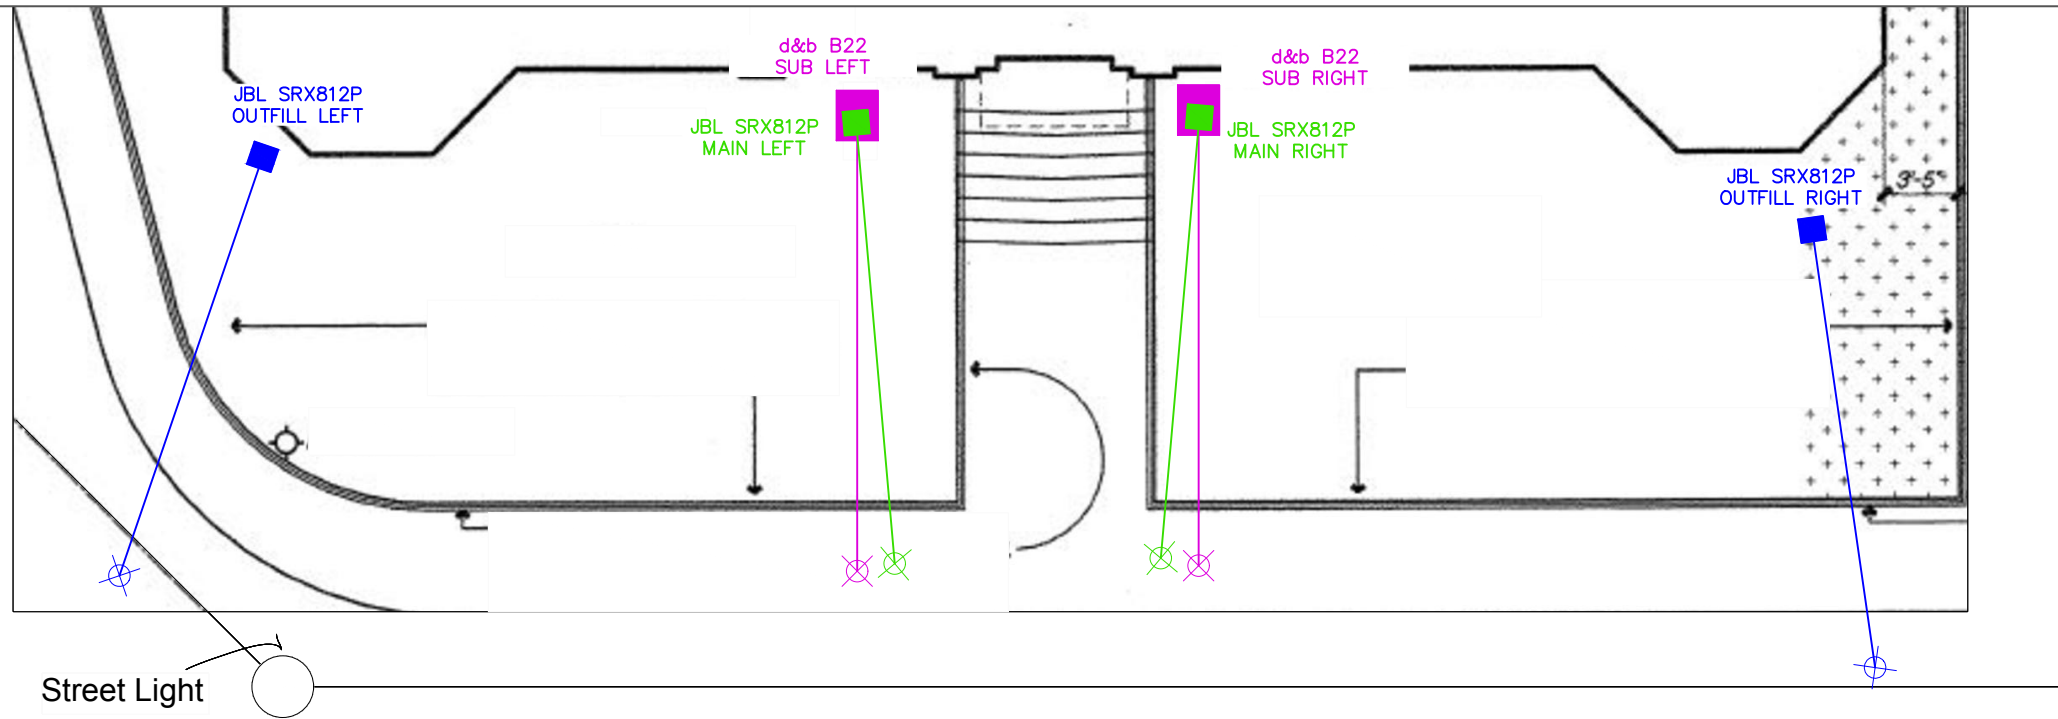 d&b B22
SUB LEFT
d&b B22
SUB RIGHT
JBL SRX812P
OUTFILL LEFT
JBL SRX812P
MAIN LEFT
JBL SRX812P
MAIN RIGHT
JBL SRX812P
OUTFILL RIGHT
3'-5"
Street Light